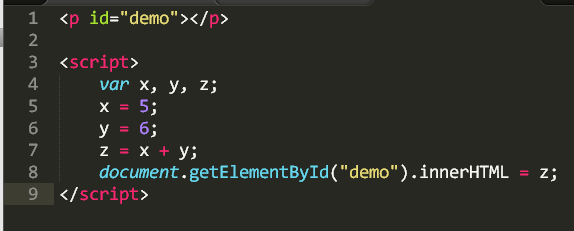 1 <p id="demo"></p>
2
3 <script>
4     var x, y, z;
5     x = 5;
6     y = 6;
7     z = x + y;
8     document.getElementById("demo").innerHTML = z;
9 </script>